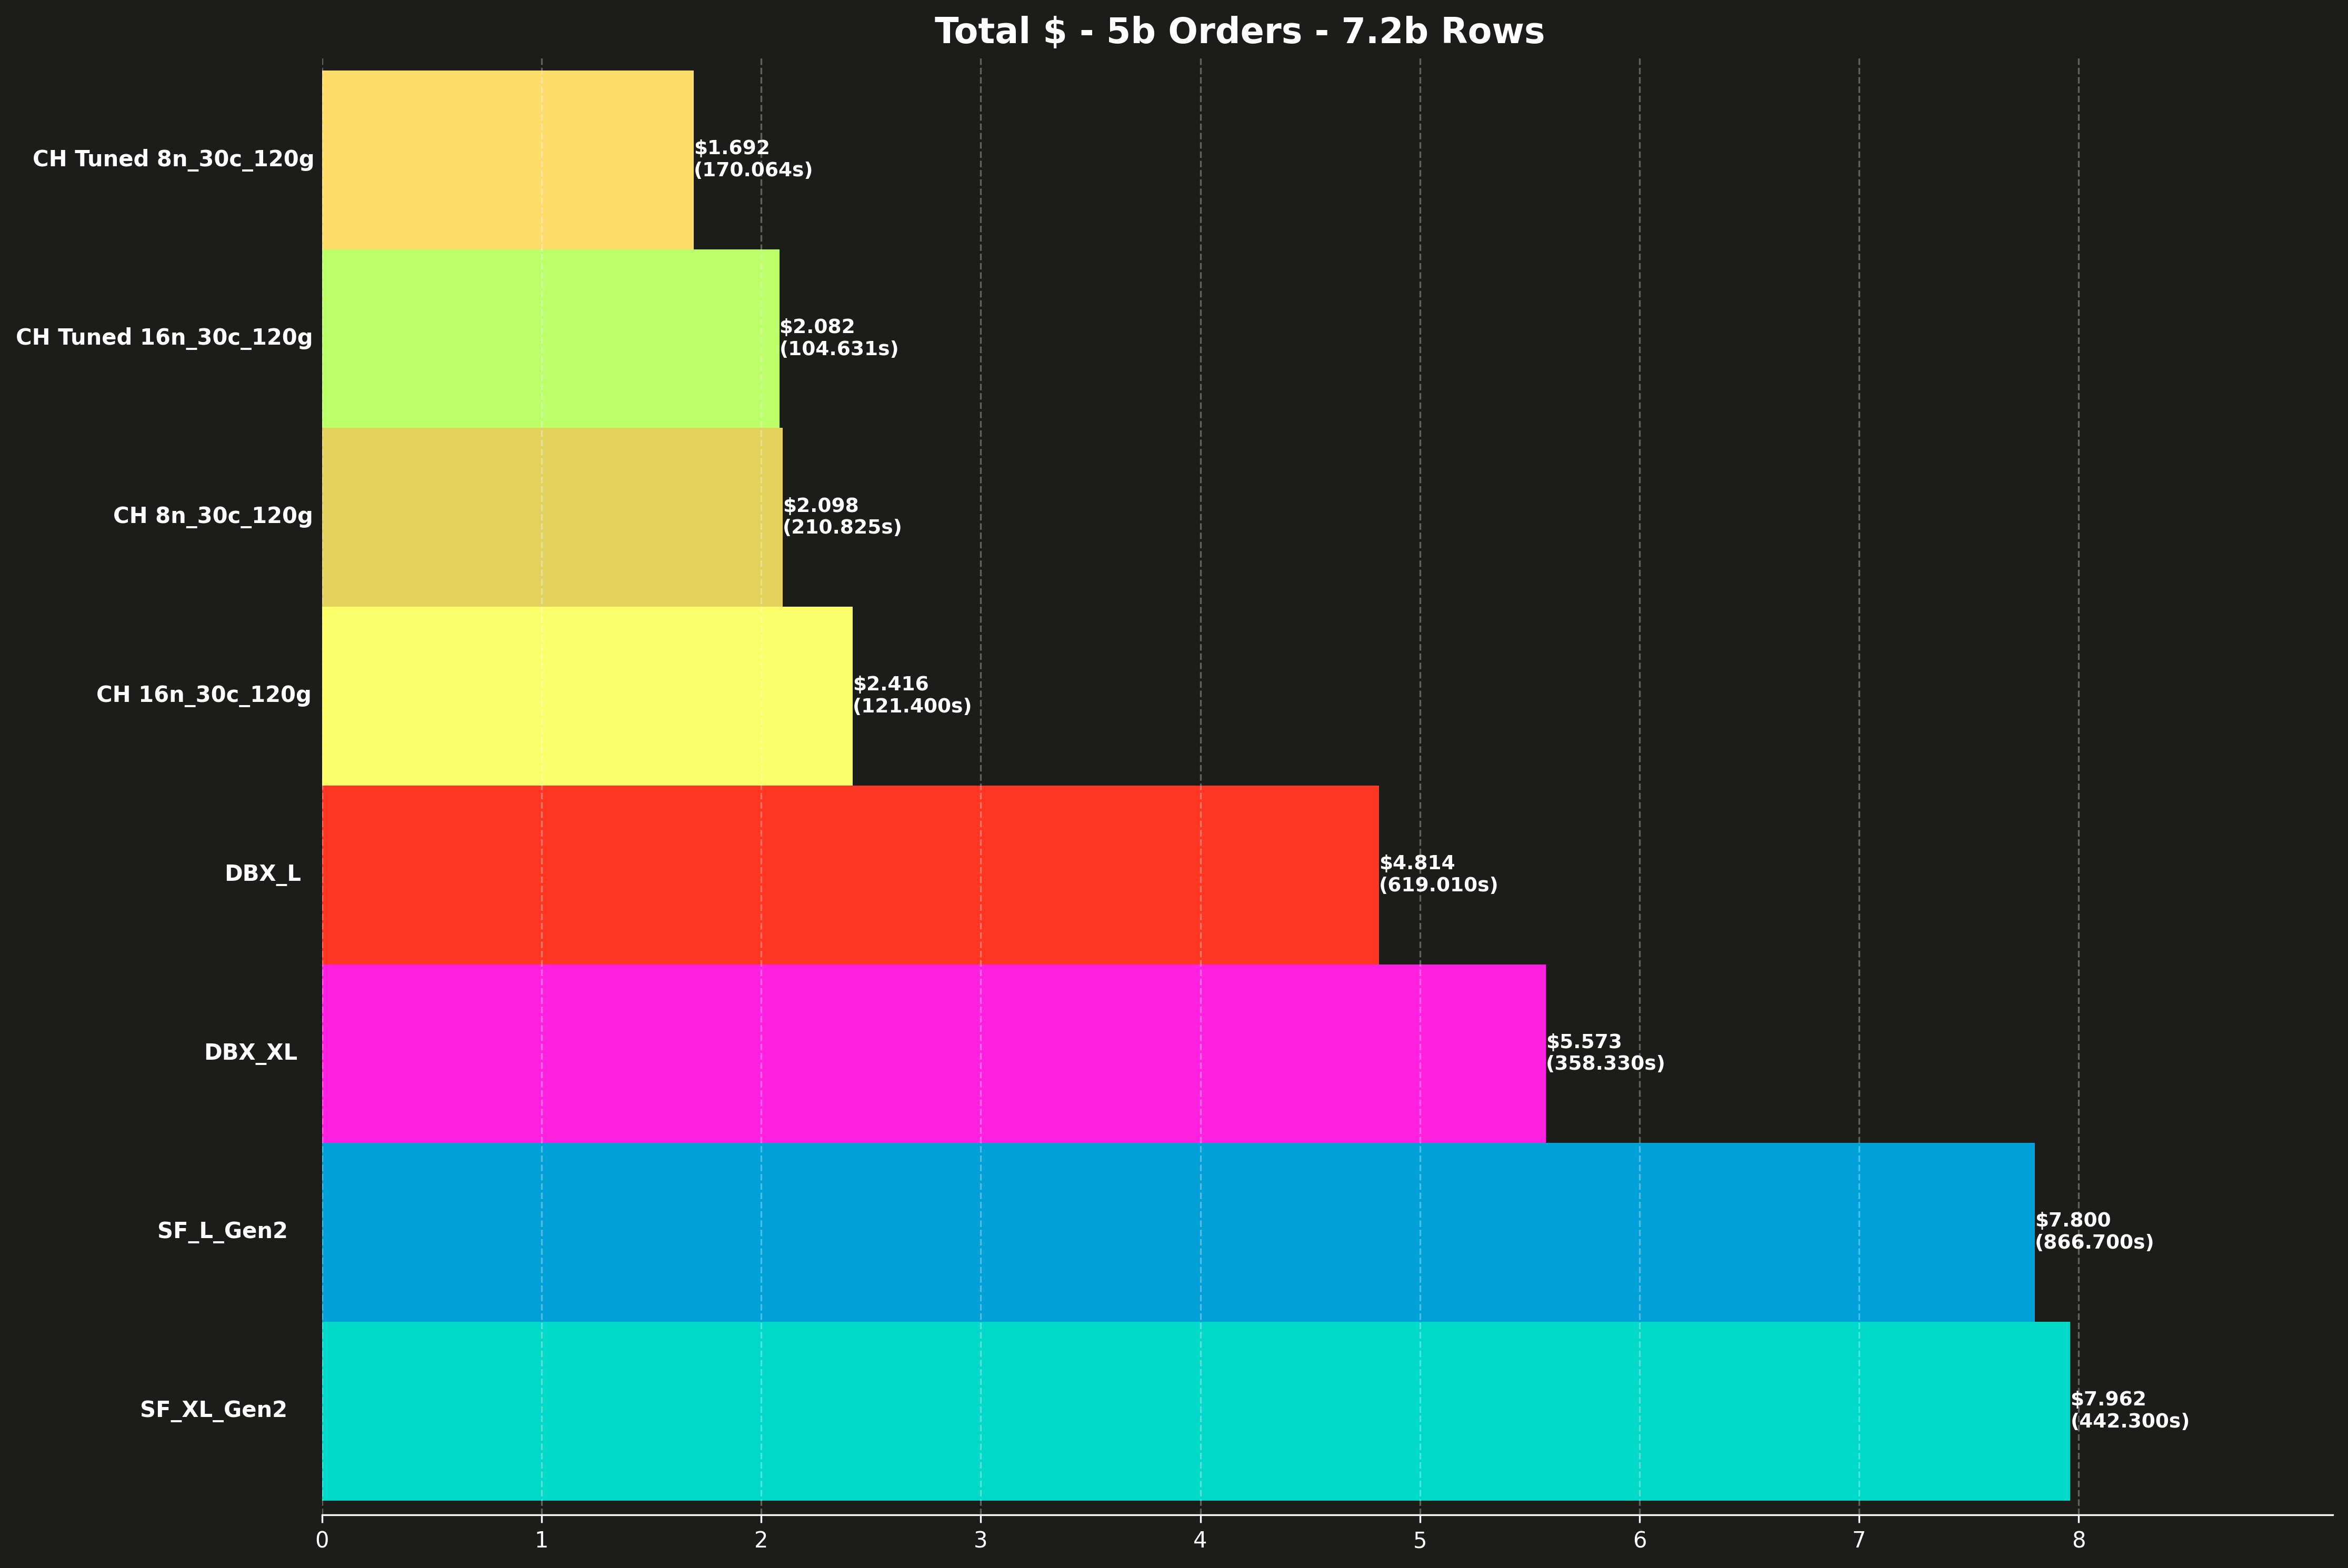 Total $ - 5b Orders - 7.2b Rows
CH Tuned 8n_30c_120g
$1.692
(170.064s)
CH Tuned 16n_30c_120g
$2.082
(104.631s)
CH 8n_30c_120g
$2.098
(210.825s)
CH 16n_30c_120g
$2.416
(121.400s)
DBX_L
$4.814
(619.010s)
DBX_XL
$5.573
(358.330s)
SF_L_Gen2
$7.800
(866.700s)
SF_XL_Gen2
$7.962
(442.300s)
0 1 2 3 4 5 6 7 8